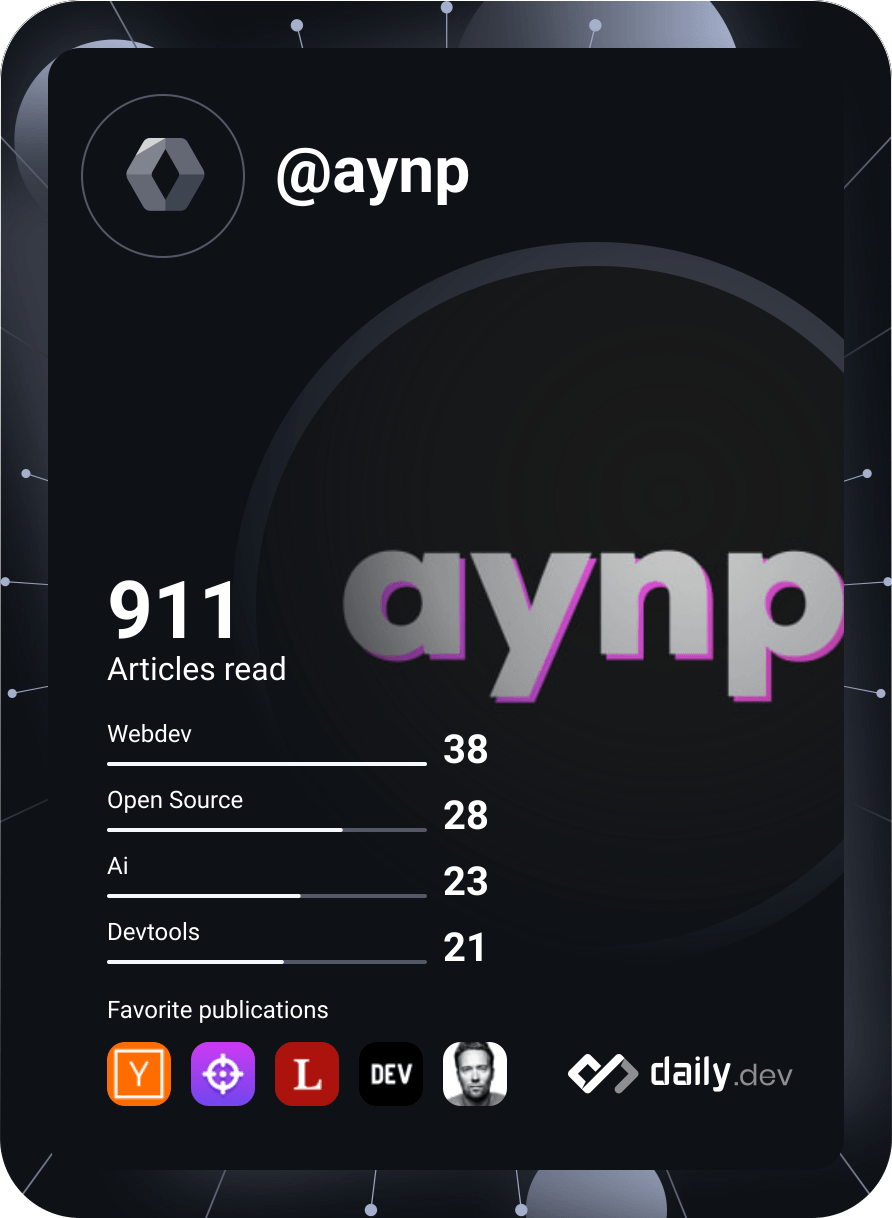 @aynp
aynp
911
Articles read
Webdev
38
Open Source
28
Ai
23
Devtools
21
Favorite publications
Y
L
DEV
daily.dev